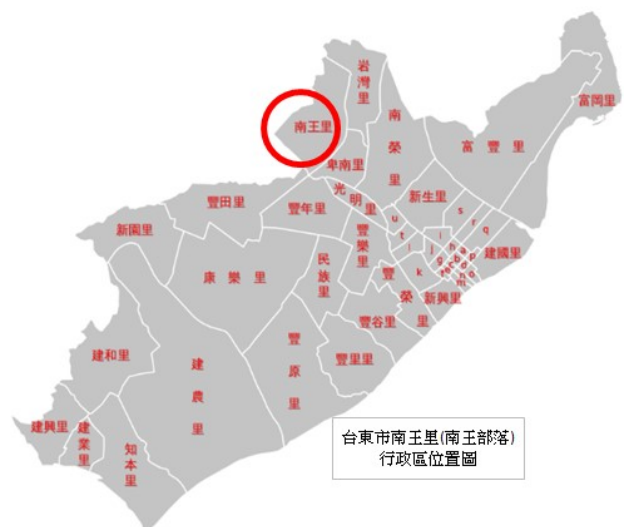 岩灣里
富岡里
南王里
南榮里
富豐里
卑南里
光明里
新生里
豐田里
豐年里
新園里
豐樂里
建國里
康樂里
民族里
豐榮里
新興里
豐谷里
建和里
建農里
豐原里
豐里里
建興里
建業里
知本里
s
r
q
u
t
i
l
j
h
a
p
g
b
d
o
k
f
e
c
n
m
台東市南王里(南王部落)
行政區位置圖